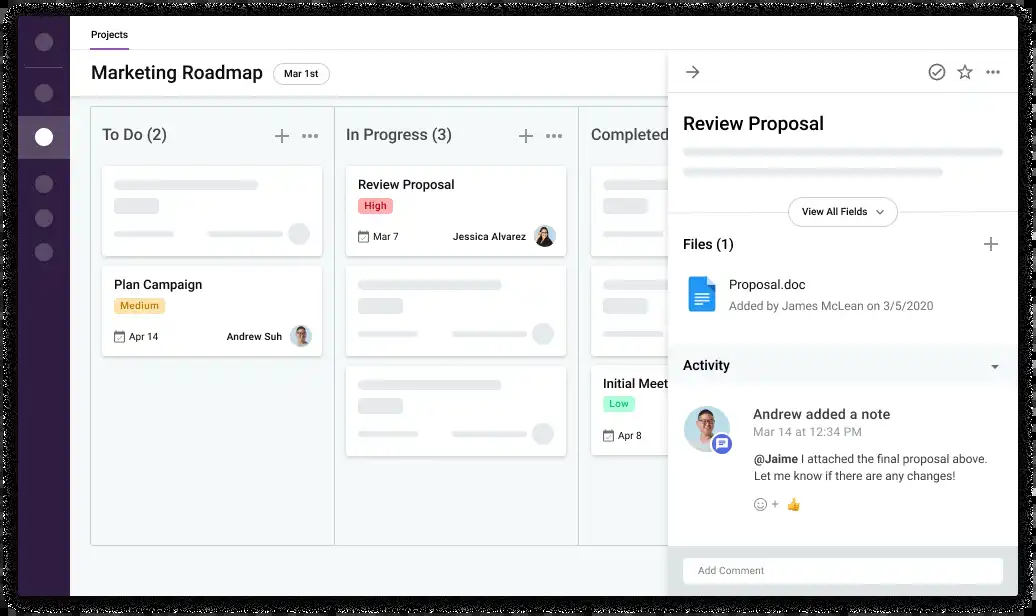 Projects
Marketing Roadmap
Mar 1st
To Do (2)
Plan Campaign
Medium
Apr 14
Andrew Suh
In Progress (3)
Review Proposal
High
Mar 7
Jessica Alvarez
Completed
Initial Meet
Low
Apr 8
Review Proposal
View All Fields
Files (1)
Proposal.doc
Added by James McLean on 3/5/2020
Activity
Andrew added a note
Mar 14 at 12:34 PM
@Jaime I attached the final proposal above.
Let me know if there are any changes!
Add Comment